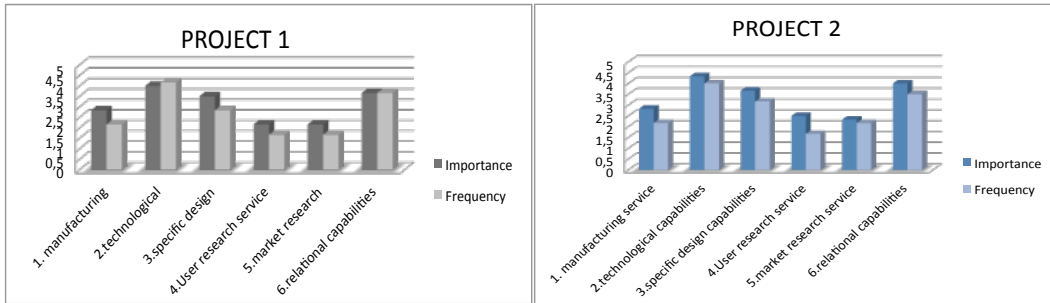 PROJECT 1
5
4,5
4
3,5
3
2,5
2
1,5
1
0,5
0
1. manufacturing
2.technological
3.specific design
4.User research service
5.market research
6.relational capabilities
Importance
Frequency
PROJECT 2
5
4,5
4
3,5
3
2,5
2
1,5
1
0,5
0
1. manufacturing service
2.technological capabilities
3.specific design capabilities
4.User research service
5.market research service
6.relational capabilities
Importance
Frequency